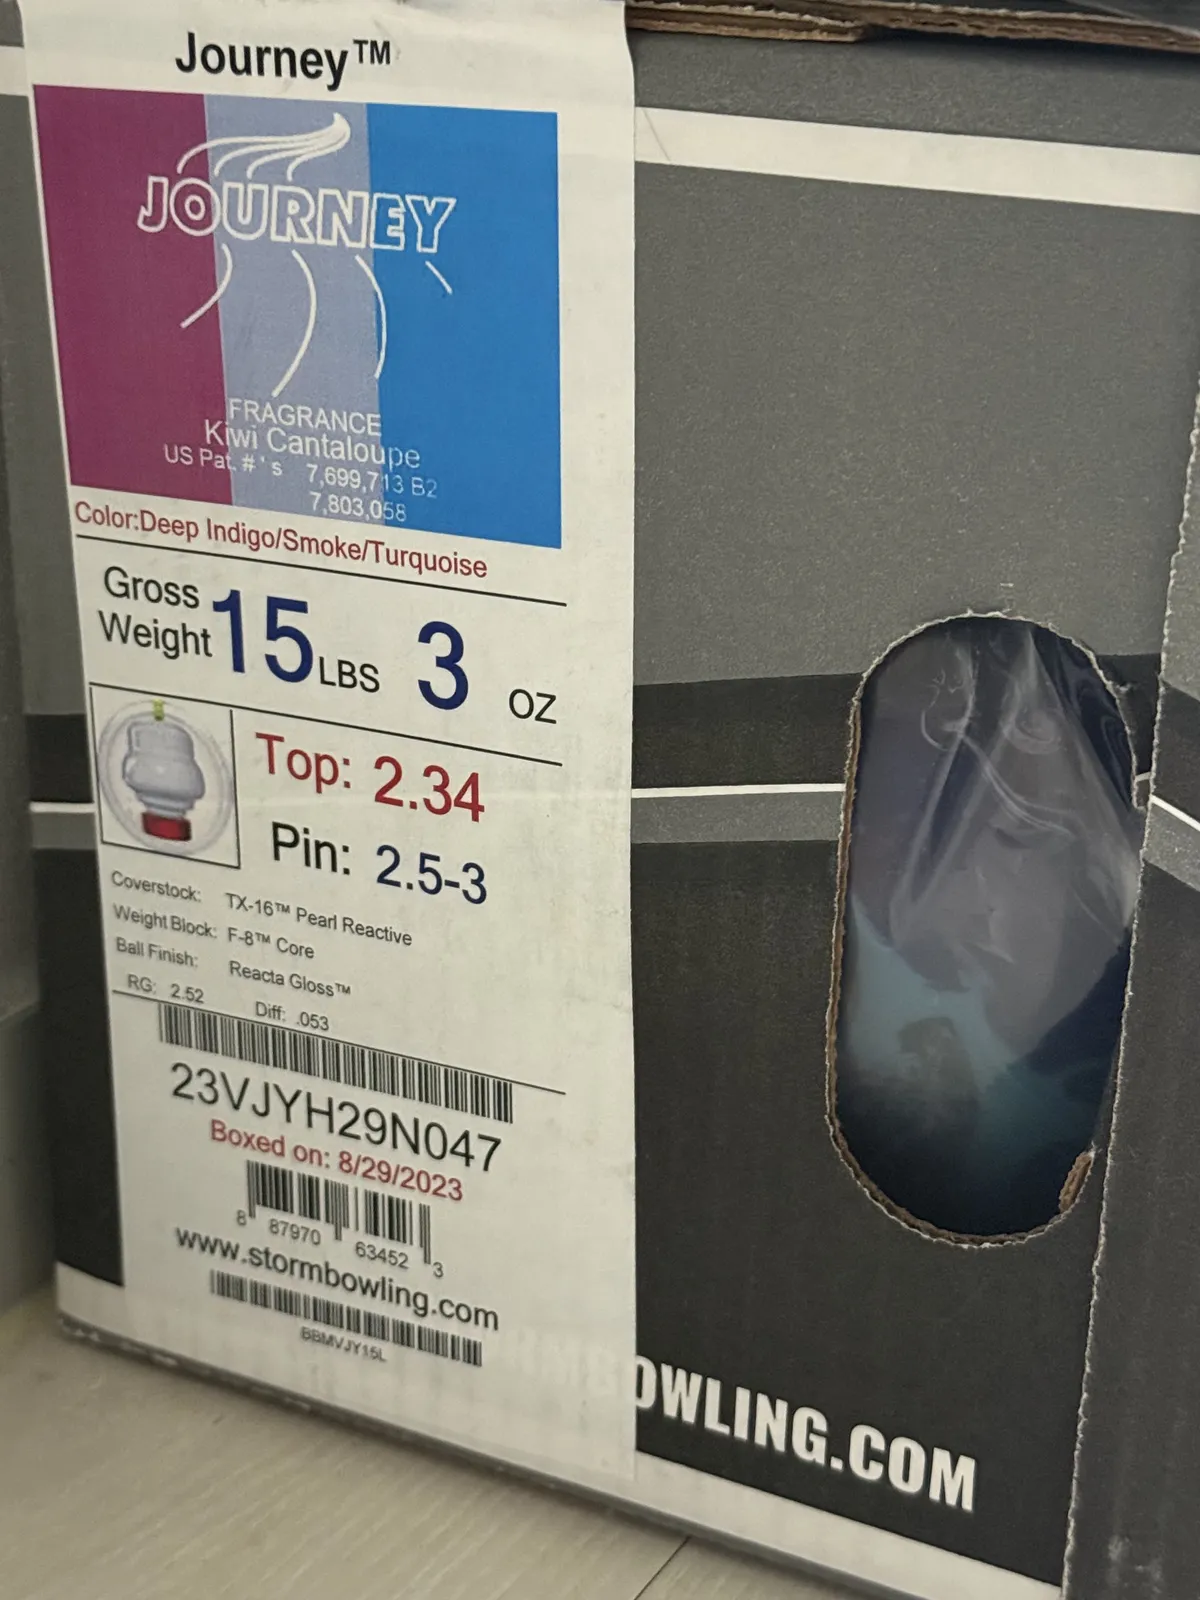 Journey™
JOURNEY
FRAGRANCE
Kiwi Cantaloupe
US Pat. #'s 7,699,713 B2
7,803,058
Color:Deep Indigo/Smoke/Turquoise
Gross Weight 15 LBS 3 OZ
Top: 2.34
Pin: 2.5-3
Coverstock: TX-16™ Pearl Reactive
Weight Block: F-8™ Core
Ball Finish: Reacta Gloss™
RG: 2.52 Diff: .053
23VJYH29N047
Boxed on: 8/29/2023
8 87970 63452 3
www.stormbowling.com
BBMVJY15L
OWLING.COM